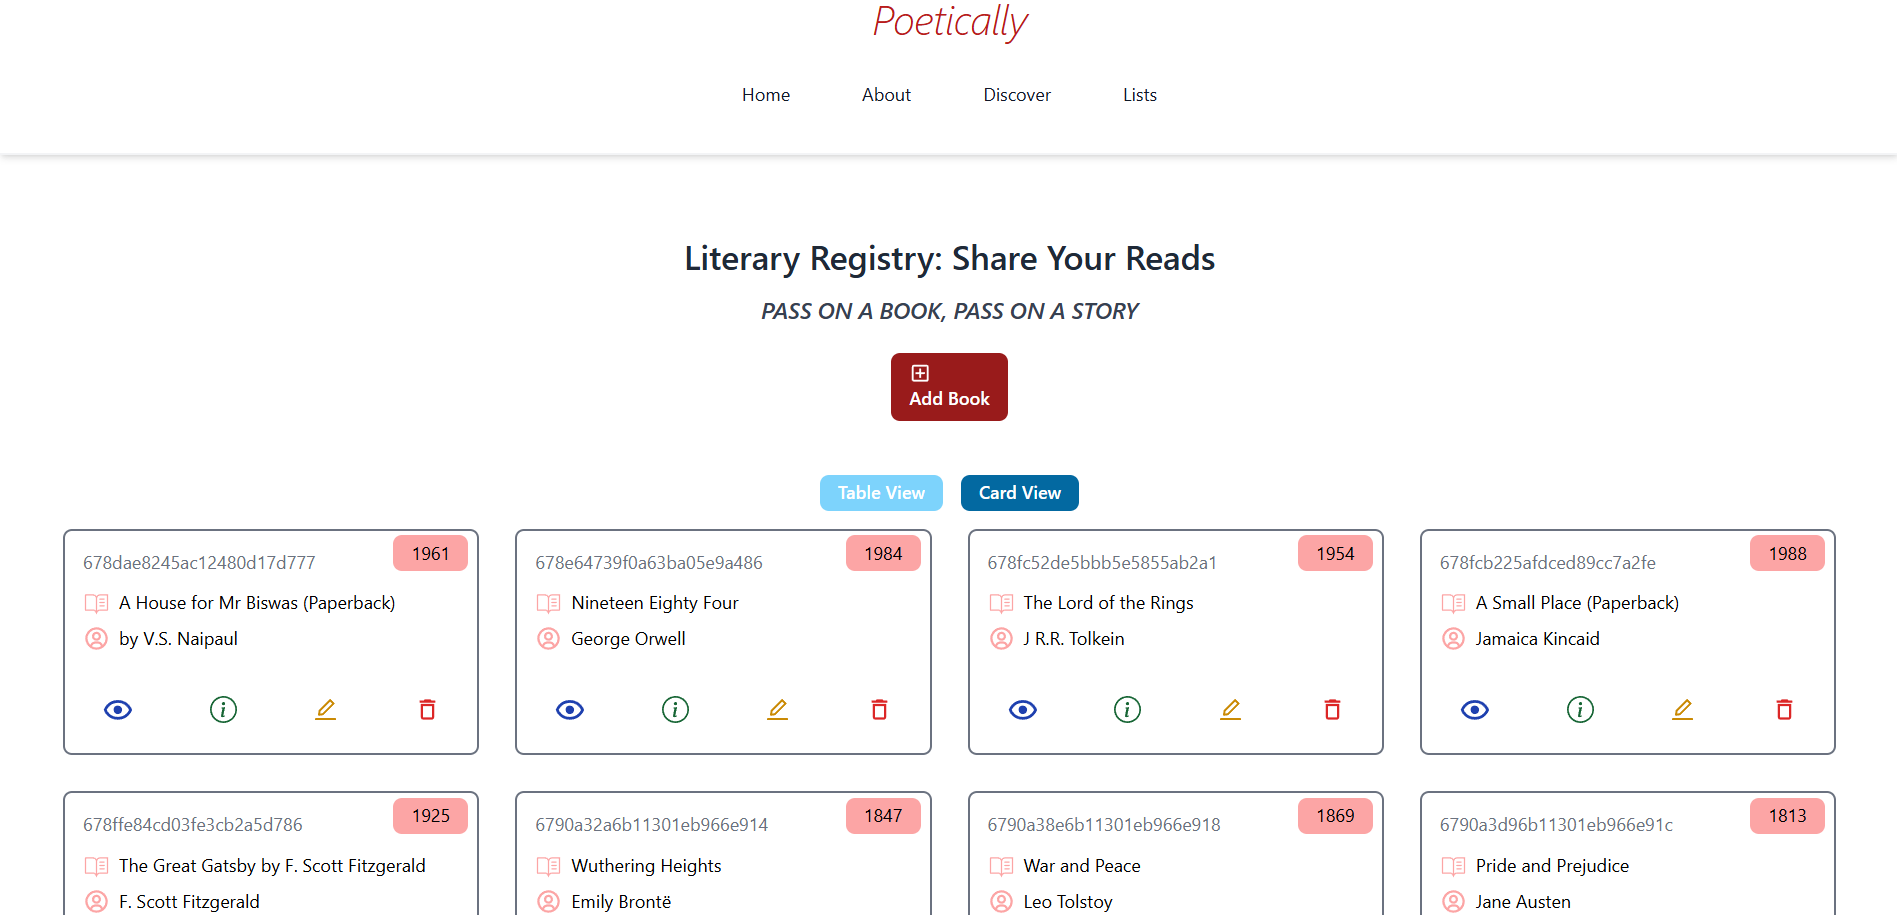 Poetically
Home About Discover Lists
Literary Registry: Share Your Reads
PASS ON A BOOK, PASS ON A STORY
Add Book
Table View Card View
678dae8245ac12480d17d777 1961
A House for Mr Biswas (Paperback)
by V.S. Naipaul
678e64739f0a63ba05e9a486 1984
Nineteen Eighty Four
George Orwell
678fc52de5bbb5e5855ab2a1 1954
The Lord of the Rings
J R.R. Tolkein
678fcb225afdced89cc7a2fe 1988
A Small Place (Paperback)
Jamaica Kincaid
678ffe84cd03fe3cb2a5d786 1925
The Great Gatsby by F. Scott Fitzgerald
F. Scott Fitzgerald
6790a32a6b11301eb966e914 1847
Wuthering Heights
Emily Brontë
6790a38e6b11301eb966e918 1869
War and Peace
Leo Tolstoy
6790a3d96b11301eb966e91c 1813
Pride and Prejudice
Jane Austen